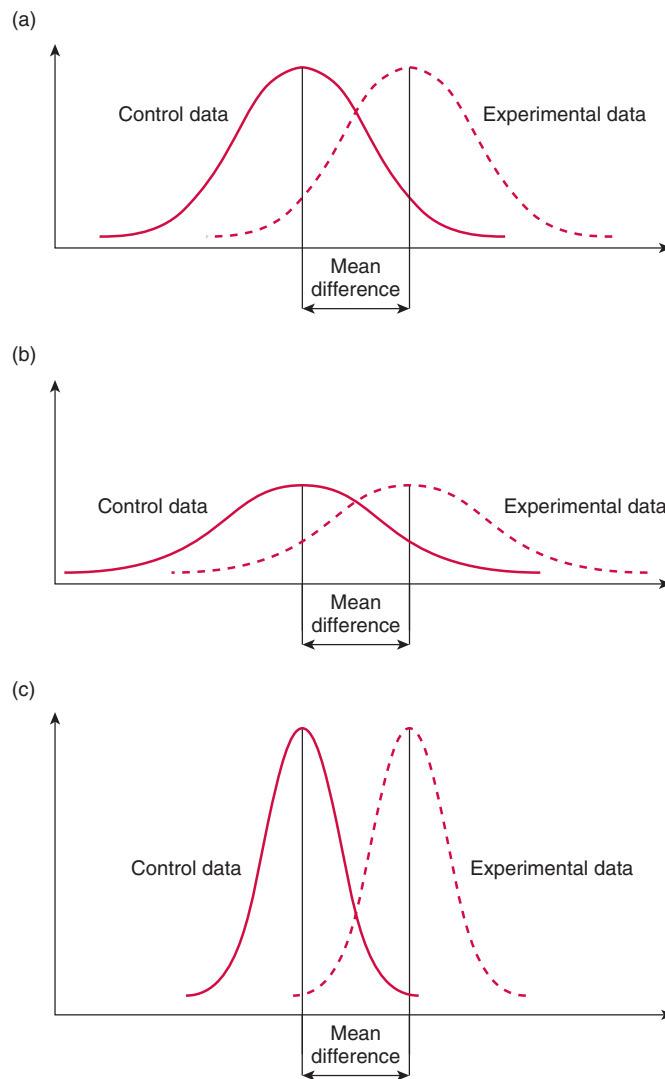 (a)
Control data
Experimental data
Mean
difference
(b)
Control data
Experimental data
Mean
difference
(c)
Control data
Experimental data
Mean
difference